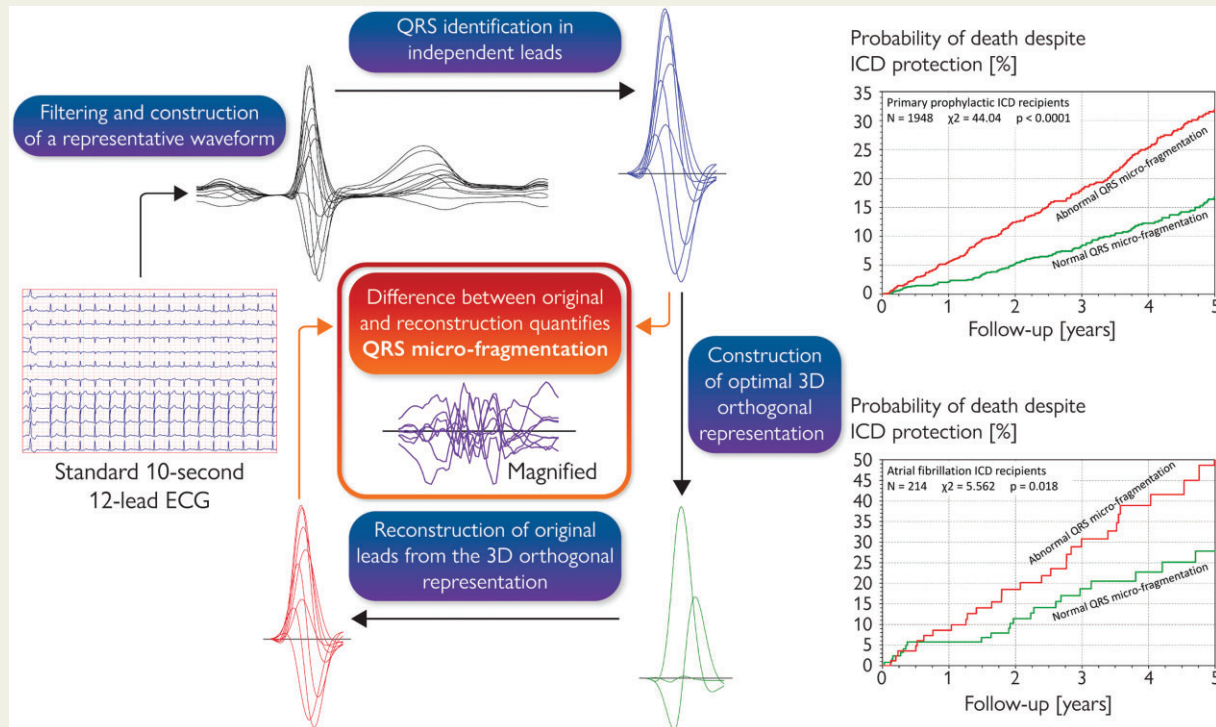 QRS identification in
independent leads
Filtering and construction
of a representative waveform
Difference between original
and reconstruction quantifies
QRS micro-fragmentation
Magnified
Construction
of optimal 3D
orthogonal
representation
Standard 10-second
12-lead ECG
Reconstruction of original
leads from the 3D orthogonal
representation
Probability of death despite
ICD protection [%]
35
30
25
20
15
10
5
0
Primary prophylactic ICD recipients
N = 1948 χ2 = 44.04 p < 0.0001
Abnormal QRS micro-fragmentation
Normal QRS micro-fragmentation
0 1 2 3 4 5
Follow-up [years]
Probability of death despite
ICD protection [%]
50
45
40
35
30
25
20
15
10
5
0
Atrial fibrillation ICD recipients
N = 214 χ2 = 5.562 p = 0.018
Abnormal QRS micro-fragmentation
Normal QRS micro-fragmentation
0 1 2 3 4 5
Follow-up [years]